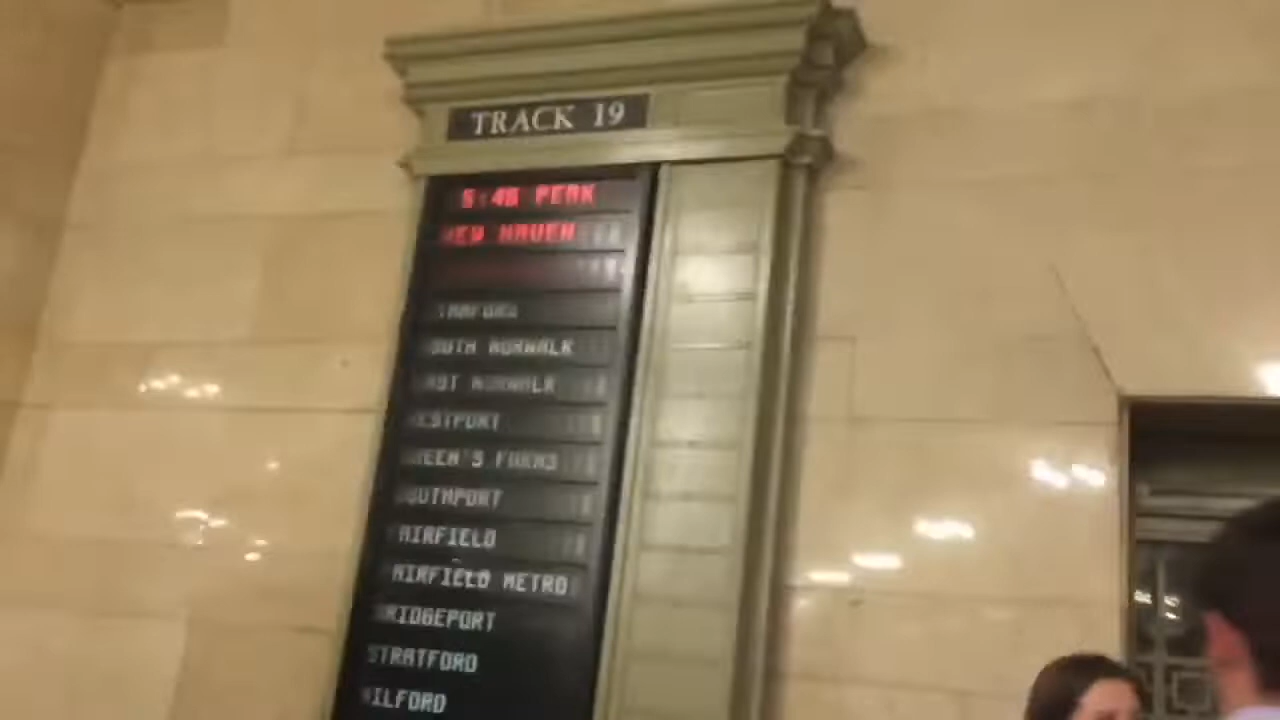 TRACK 19
5:46 PEAK
NEW HAVEN
STAMFORD
SOUTH NORWALK
EAST NORWALK
WESTPORT
GREEN'S FARMS
SOUTHPORT
FAIRFIELD
FAIRFIELD METRO
BRIDGEPORT
STRATFORD
MILFORD